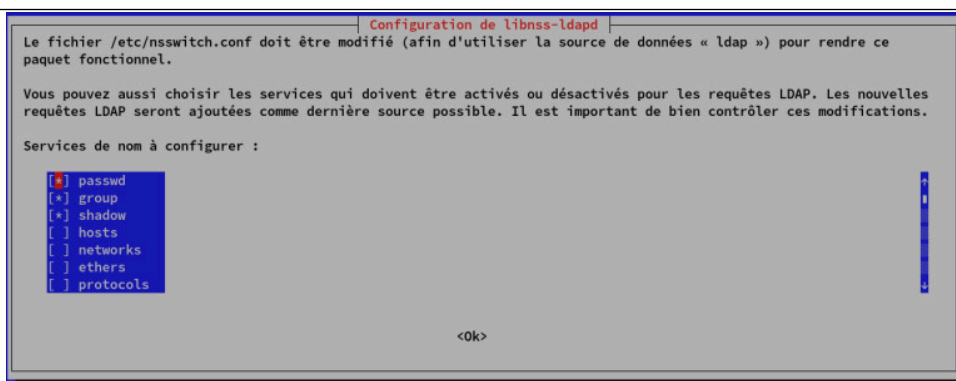 Configuration de libnss-ldapd
Le fichier /etc/nsswitch.conf doit être modifié (afin d'utiliser la source de données « ldap ») pour rendre ce
paquet fonctionnel.
Vous pouvez aussi choisir les services qui doivent être activés ou désactivés pour les requêtes LDAP. Les nouvelles
requêtes LDAP seront ajoutées comme dernière source possible. Il est important de bien contrôler ces modifications.
Services de nom à configurer :
[*] passwd
[*] group
[*] shadow
[ ] hosts
[ ] networks
[ ] ethers
[ ] protocols
<Ok>